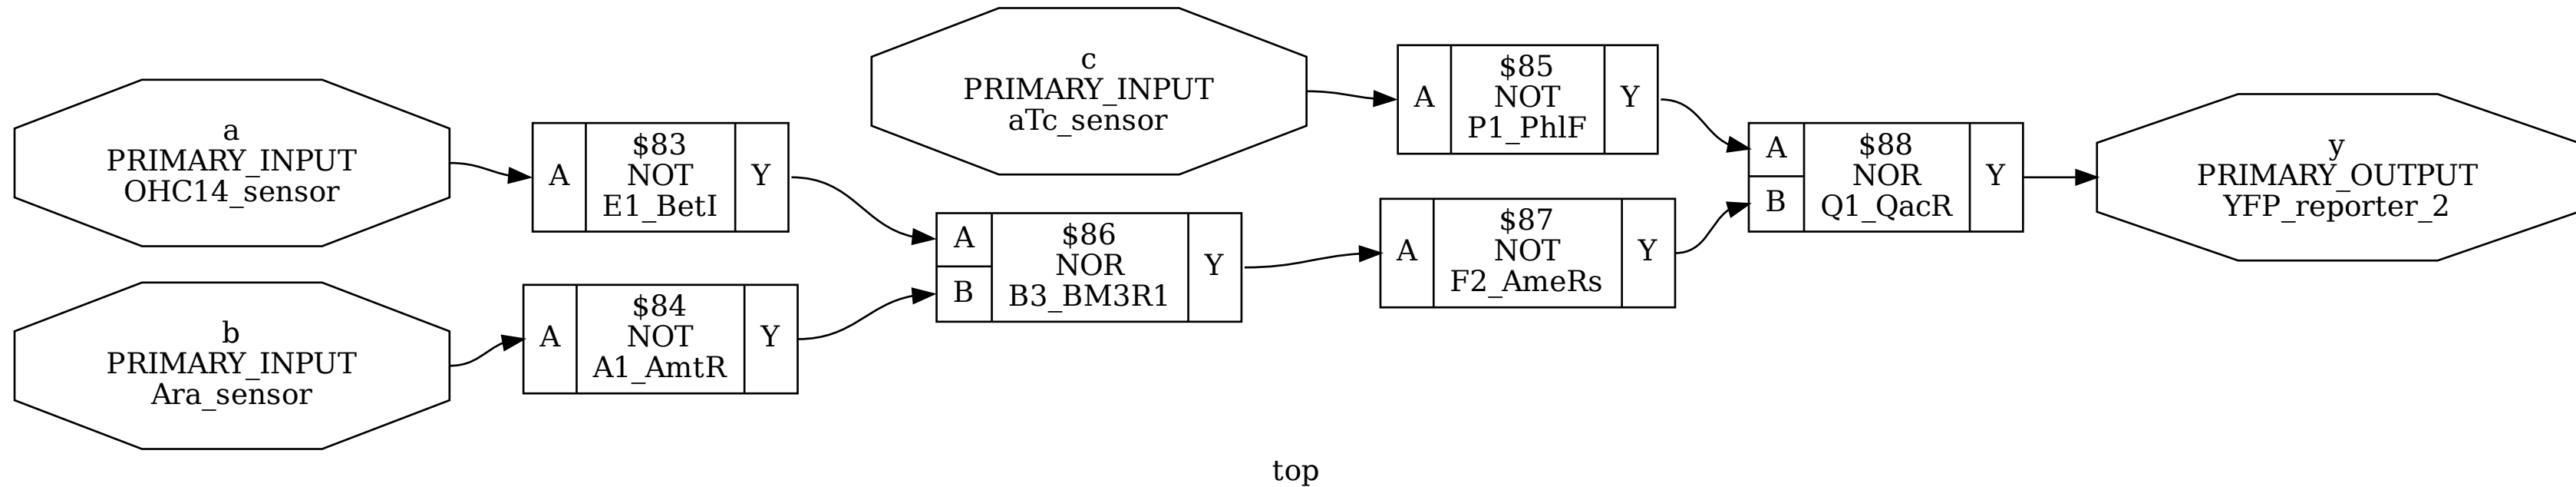 a
PRIMARY_INPUT
OHC14_sensor
b
PRIMARY_INPUT
Ara_sensor
A
$83
NOT
E1_BetI
Y
A
$84
NOT
A1_AmtR
Y
c
PRIMARY_INPUT
aTc_sensor
A
B
$86
NOR
B3_BM3R1
Y
A
$85
NOT
P1_PhlF
Y
A
$87
NOT
F2_AmeRs
Y
A
B
$88
NOR
Q1_QacR
Y
y
PRIMARY_OUTPUT
YFP_reporter_2
top